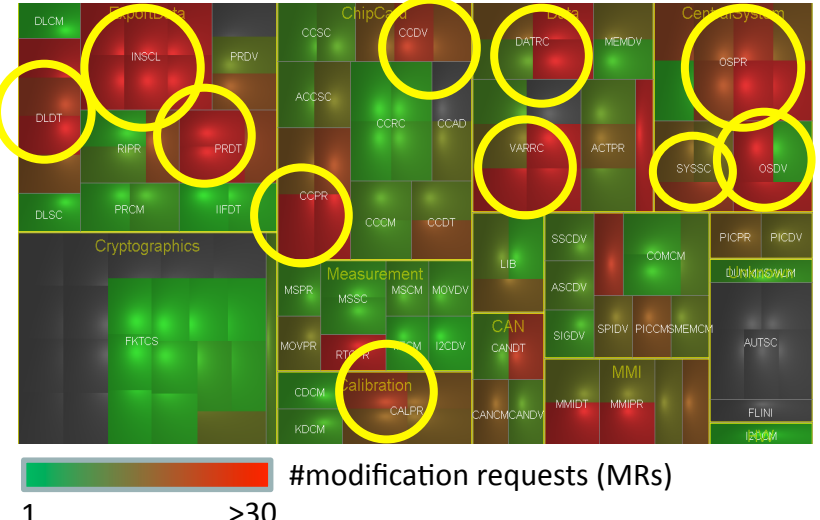 ExportData
ChipCard
Data
CentralSystem
DLCM
INSCL
PRDV
CCSC
CCDV
DATRC
MEMDV
OSPR
DLDT
RIPR
PRDT
ACCSC
CCRC
CCAD
VARRC
ACTPR
SYSSC
OSDV
DLSC
PRCM
IIFDT
CCPR
CCCM
CCDT
Cryptographics
FKTCS
Measurement
MSPR
MSSC
MSCM
MOVDV
MOVPR
I2CDV
LIB
SSCDV
COMCM
PICPR
PICDV
ASCDV
SIGDV
SPIDV
PICCM
SMEMCM
AUTSC
CAN
CANDT
CANCM
CANDV
MMI
MMIDT
MMIPR
Calibration
CDCM
CALPR
KDCM
FLINI
#modification requests (MRs)
1
>30